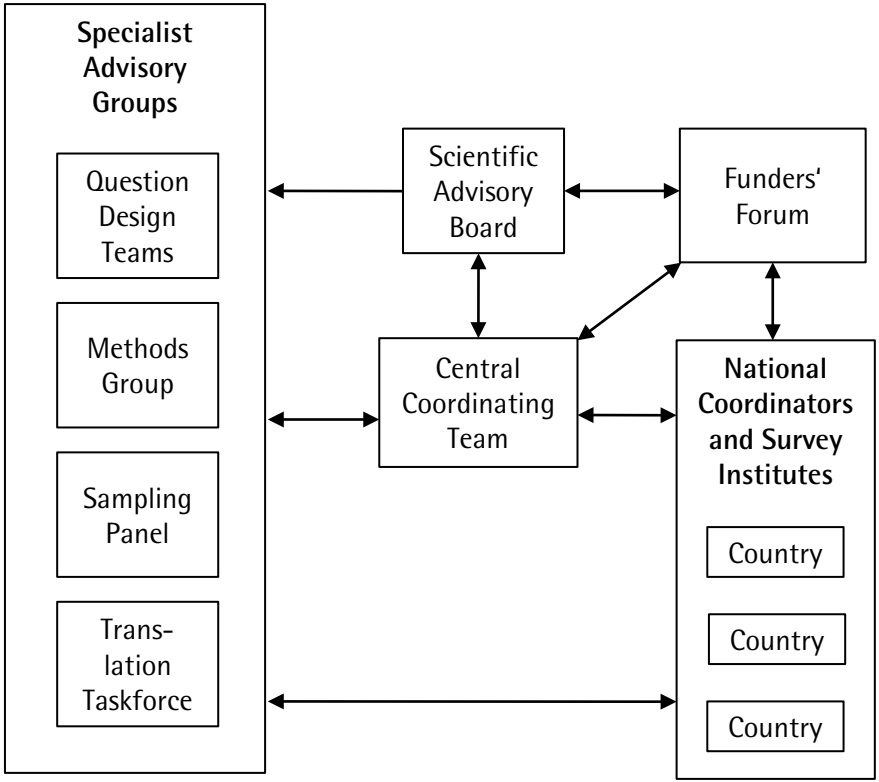 Specialist
Advisory
Groups
Question
Design
Teams
Methods
Group
Sampling
Panel
Trans-
lation
Taskforce
Scientific
Advisory
Board
Funders‘
Forum
Central
Coordinating
Team
National
Coordinators
and Survey
Institutes
Country
Country
Country